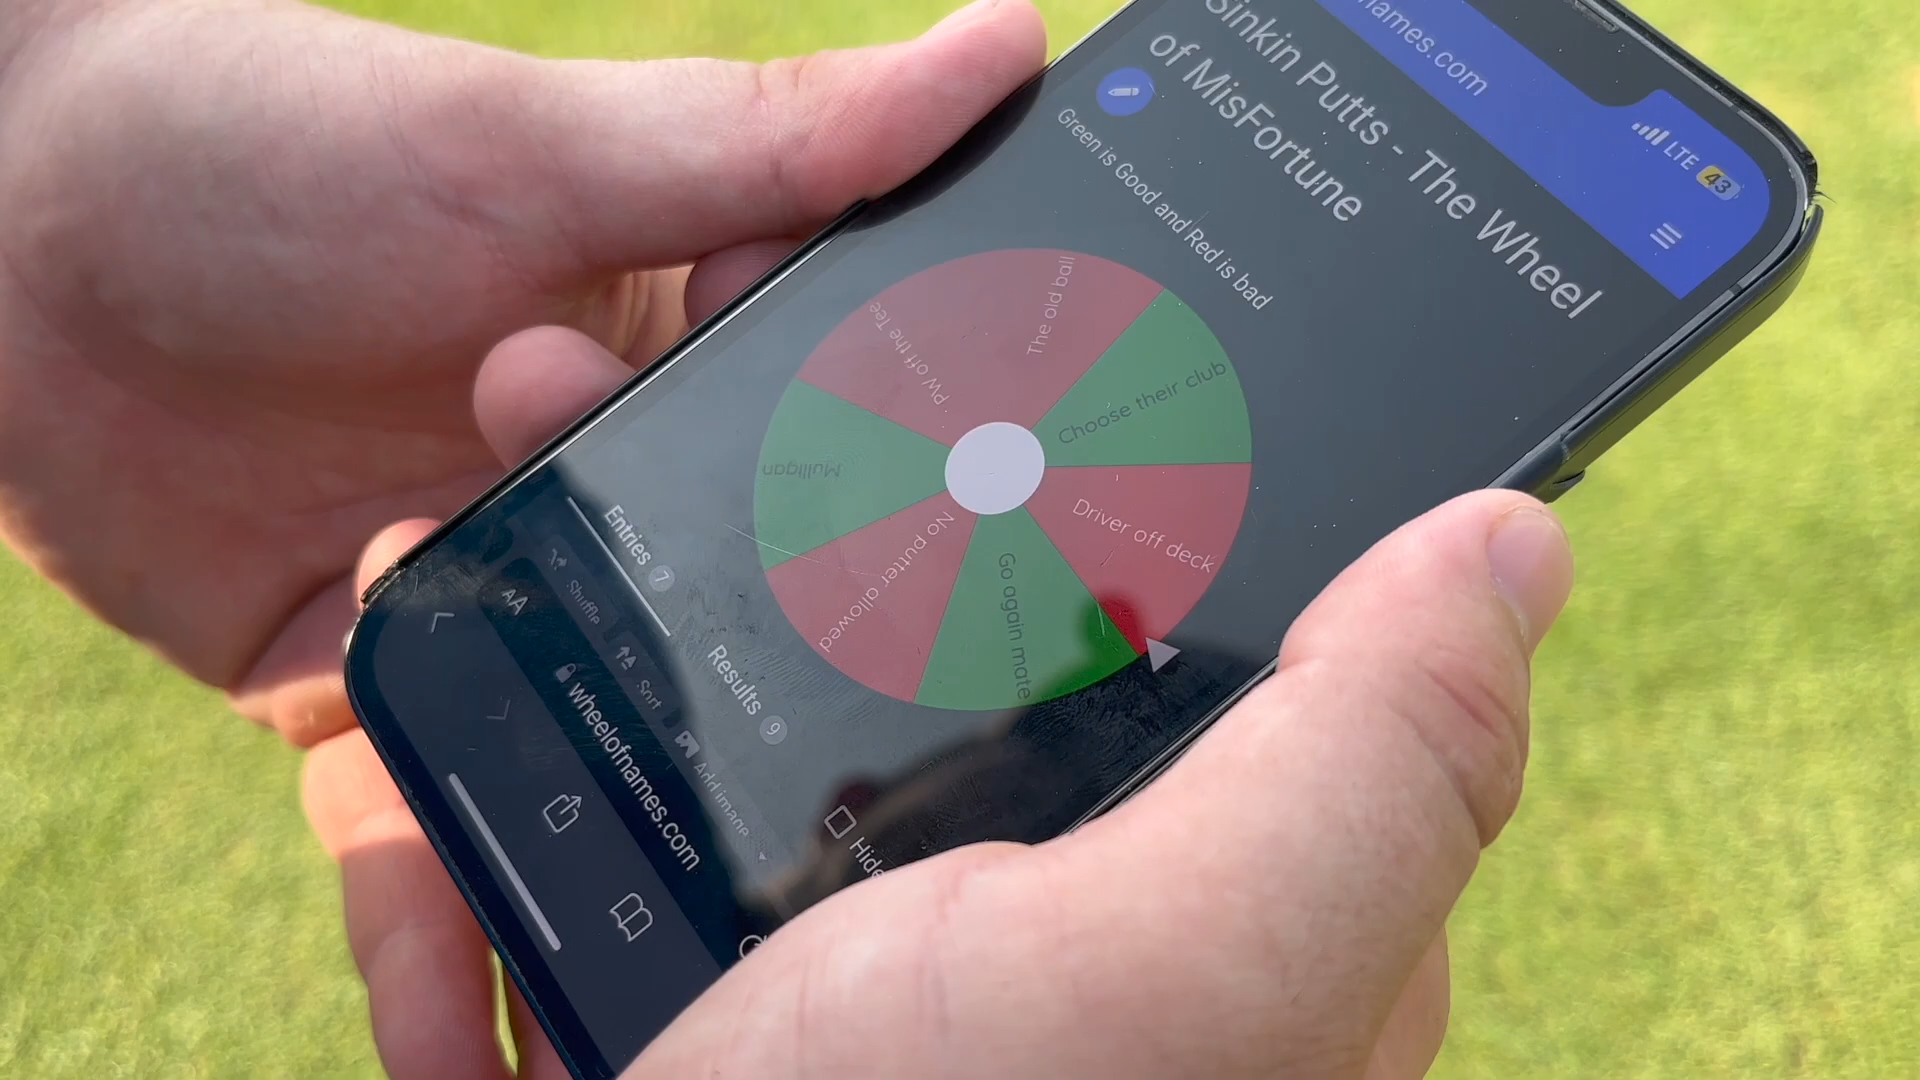 names.com
LTE 43
Sinkin Putts - The Wheel
of MisFortune
Green is Good and Red is bad
The old ball
Choose their club
Driver off deck
Go again mate
No putter allowed
Mulligan
PW off the Tee
Entries 7
Results 9
Shuffle
Sort
Add image
Hide
AA
wheelofnames.com